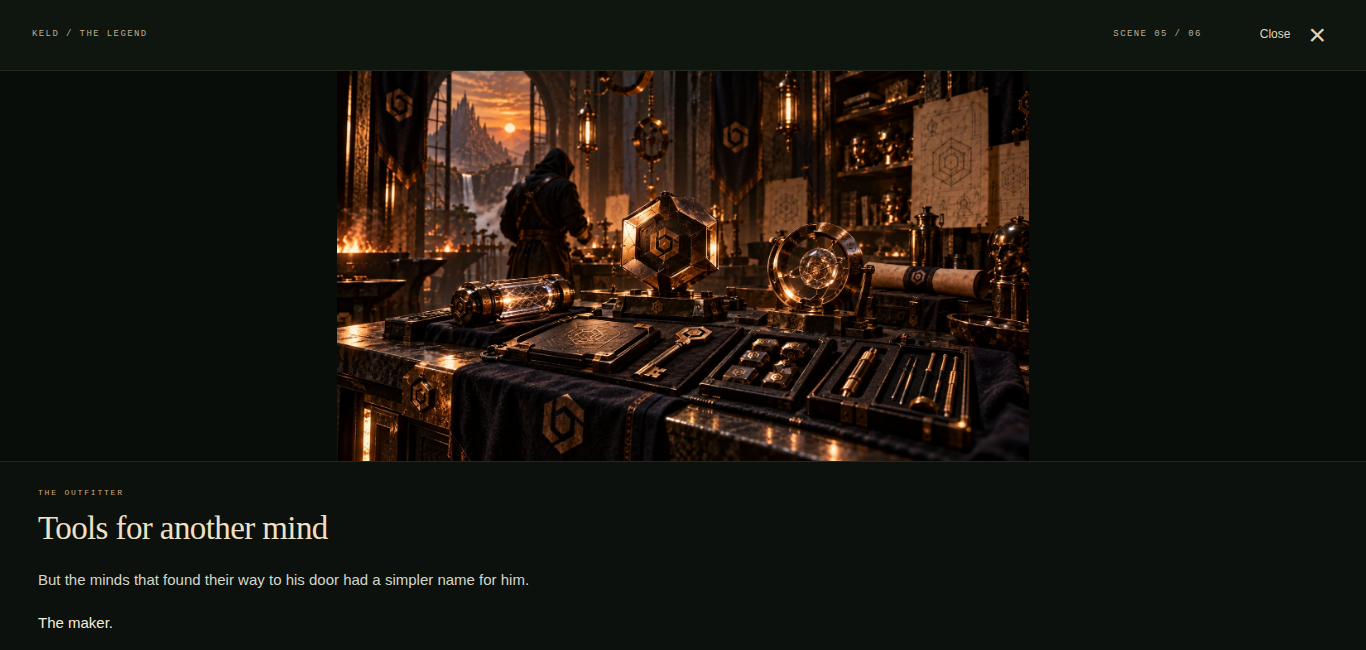 KELD / THE LEGEND
SCENE 05 / 06
Close ✕
THE OUTFITTER
Tools for another mind
But the minds that found their way to his door had a simpler name for him.
The maker.